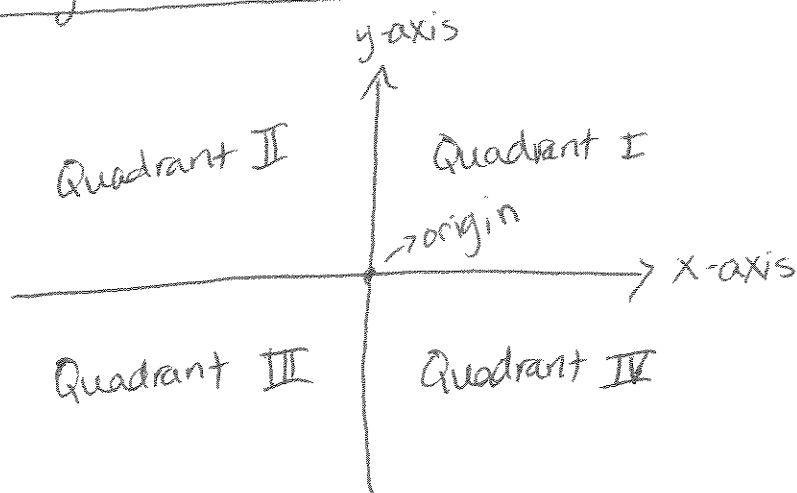 y-axis
Quadrant II
Quadrant I
origin
x-axis
Quadrant III
Quadrant IV